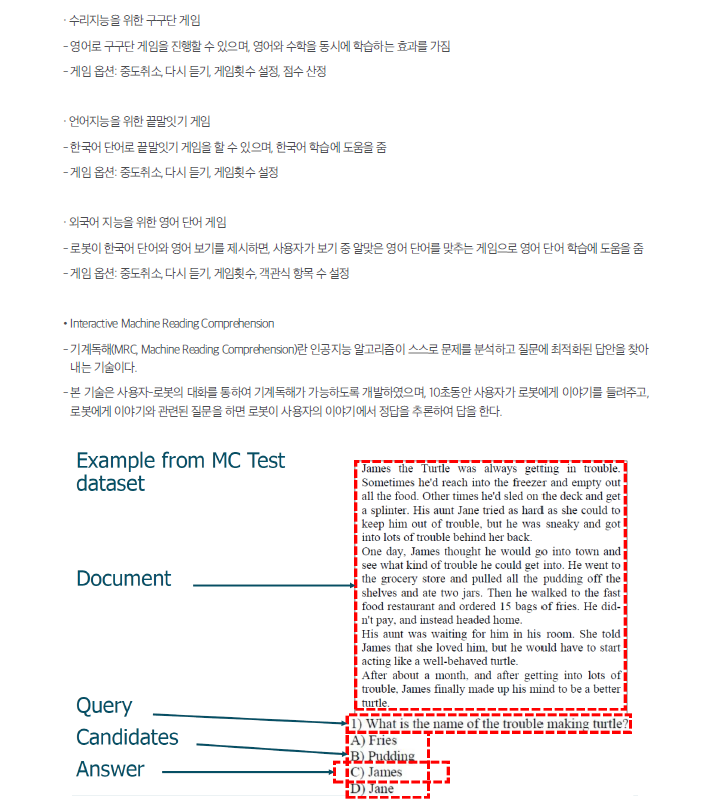 · 수리지능을 위한 구구단 게임
- 영어로 구구단 게임을 진행할 수 있으며, 영어와 수학을 동시에 학습하는 효과를 가짐
- 게임 옵션: 중도취소, 다시 듣기, 게임횟수 설정, 점수 산정
· 언어지능을 위한 끝말잇기 게임
- 한국어 단어로 끝말잇기 게임을 할 수 있으며, 한국어 학습에 도움을 줌
- 게임 옵션: 중도취소, 다시 듣기, 게임횟수 설정
· 외국어 지능을 위한 영어 단어 게임
- 로봇이 한국어 단어와 영어 보기를 제시하면, 사용자가 보기 중 알맞은 영어 단어를 맞추는 게임으로 영어 단어 학습에 도움을 줌
- 게임 옵션: 중도취소, 다시 듣기, 게임횟수, 객관식 항목 수 설정
• Interactive Machine Reading Comprehension
- 기계독해(MRC, Machine Reading Comprehension)란 인공지능 알고리즘이 스스로 문제를 분석하고 질문에 최적화된 답안을 찾아
내는 기술이다.
- 본 기술은 사용자-로봇의 대화를 통하여 기계독해가 가능하도록 개발하였으며, 10초동안 사용자가 로봇에게 이야기를 들려주고,
로봇에게 이야기와 관련된 질문을 하면 로봇이 사용자의 이야기에서 정답을 추론하여 답을 한다.
Example from MC Test
dataset
Document
James the Turtle was always getting in trouble.
Sometimes he'd reach into the freezer and empty out
all the food. Other times he'd sled on the deck and get
a splinter. His aunt Jane tried as hard as she could to
keep him out of trouble, but he was sneaky and got
into lots of trouble behind her back.
One day, James thought he would go into town and
see what kind of trouble he could get into. He went to
the grocery store and pulled all the pudding off the
shelves and ate two jars. Then he walked to the fast
food restaurant and ordered 15 bags of fries. He did-
n't pay, and instead headed home.
His aunt was waiting for him in his room. She told
James that she loved him, but he would have to start
acting like a well-behaved turtle.
After about a month, and after getting into lots of
trouble, James finally made up his mind to be a better
turtle.
Query
1) What is the name of the trouble making turtle?
Candidates
A) Fries
B) Pudding
Answer
C) James
D) Jane